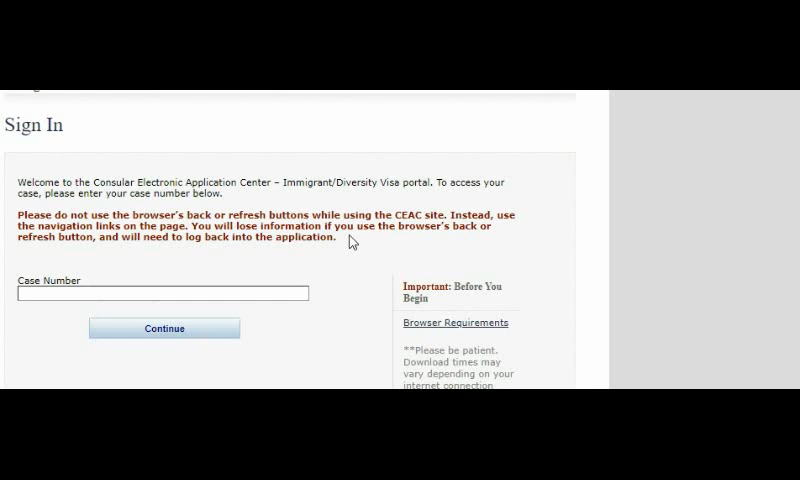 Sign In
Welcome to the Consular Electronic Application Center – Immigrant/Diversity Visa portal. To access your
case, please enter your case number below.
Please do not use the browser's back or refresh buttons while using the CEAC site. Instead, use
the navigation links on the page. You will lose information if you use the browser's back or
refresh button, and will need to log back into the application.
Case Number
Continue
Important: Before You
Begin
Browser Requirements
**Please be patient.
Download times may
vary depending on your
internet connection